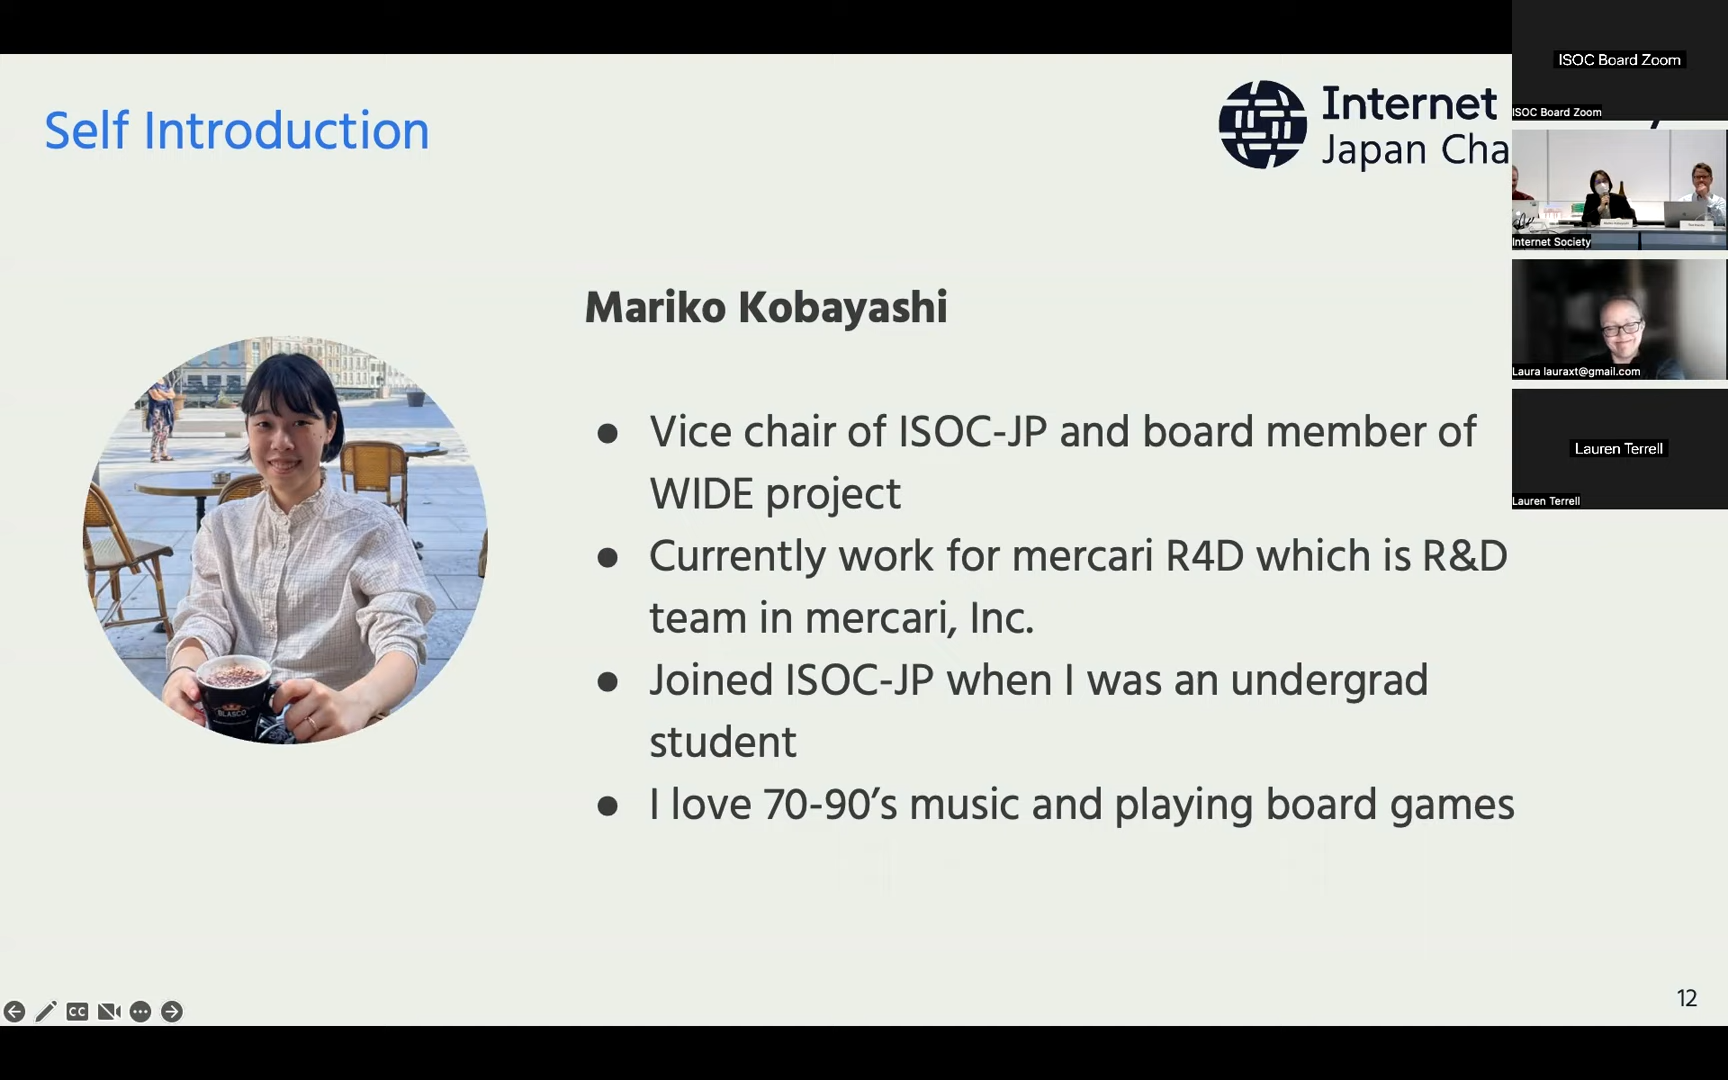 Self Introduction
Internet
Japan Cha
Mariko Kobayashi
● Vice chair of ISOC-JP and board member of
WIDE project
● Currently work for mercari R4D which is R&D
team in mercari, Inc.
● Joined ISOC-JP when I was an undergrad
student
● I love 70-90’s music and playing board games
BLASCO
ISOC Board Zoom
ISOC Board Zoom
Internet Society
Laura lauraxt@gmail.com
Lauren Terrell
Lauren Terrell
CC
12